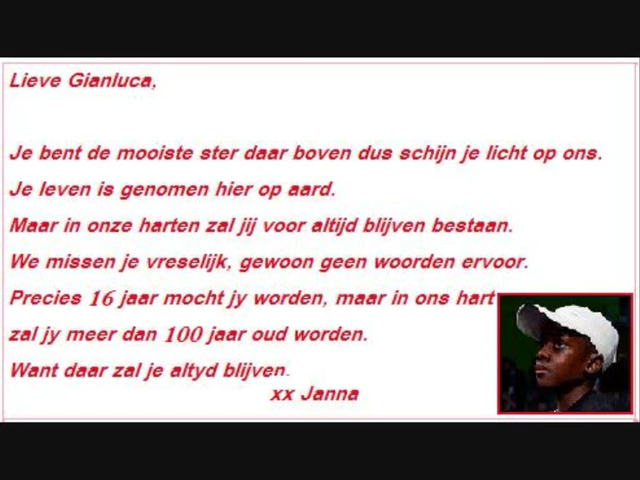 Lieve Gianluca,
Je bent de mooiste ster daar boven dus schijn je licht op ons.
Je leven is genomen hier op aard.
Maar in onze harten zal jij voor altijd blijven bestaan.
We missen je vreselijk, gewoon geen woorden ervoor.
Precies 16 jaar mocht jy worden, maar in ons hart
zal jy meer dan 100 jaar oud worden.
Want daar zal je altyd blijven.
xx Janna